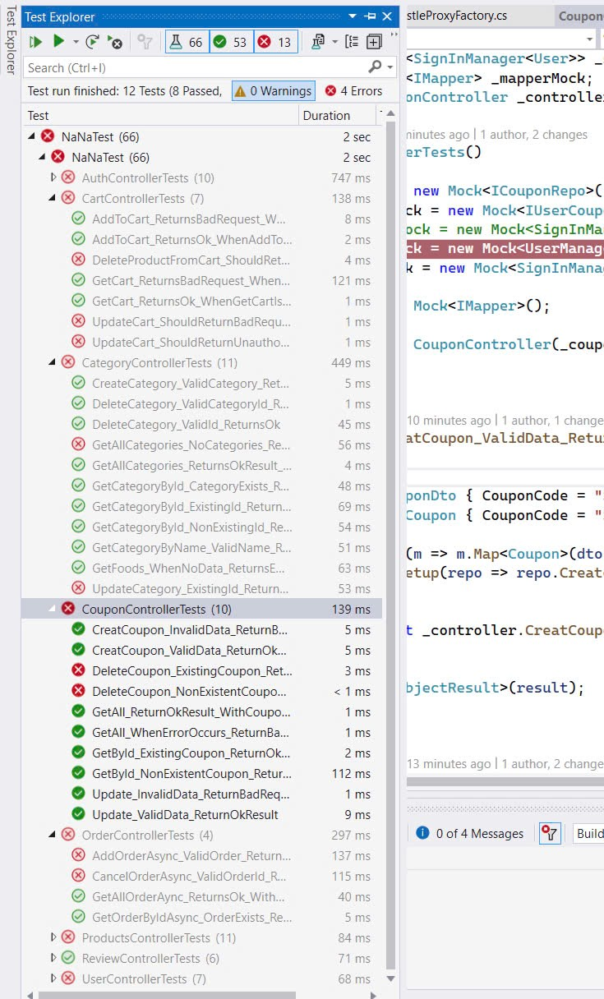 Test Explorer
Test Explorer
66 53 13
Search (Ctrl+I)
Test run finished: 12 Tests (8 Passed, 0 Warnings 4 Errors
Test Duration
NaNaTest (66) 2 sec
NaNaTest (66) 2 sec
AuthControllerTests (10) 747 ms
CartControllerTests (7) 138 ms
AddToCart_ReturnsBadRequest_W... 8 ms
AddToCart_ReturnsOk_WhenAddTo... 2 ms
DeleteProductFromCart_ShouldRet... 4 ms
GetCart_ReturnsBadRequest_When... 121 ms
GetCart_ReturnsOk_WhenGetCartIs... 1 ms
UpdateCart_ShouldReturnBadRequ... 1 ms
UpdateCart_ShouldReturnUnautho... 1 ms
CategoryControllerTests (11) 449 ms
CreateCategory_ValidCategory_Ret... 5 ms
DeleteCategory_ValidCategoryId_R... 1 ms
DeleteCategory_ValidId_ReturnsOk 45 ms
GetAllCategories_NoCategories_Re... 56 ms
GetAllCategories_ReturnsOkResult_... 4 ms
GetCategoryById_CategoryExists_R... 48 ms
GetCategoryById_ExistingId_Return... 69 ms
GetCategoryById_NonExistingId_Re... 54 ms
GetCategoryByName_ValidName_R... 51 ms
GetFoods_WhenNoData_ReturnsE... 63 ms
UpdateCategory_ExistingId_Return... 53 ms
CouponControllerTests (10) 139 ms
CreatCoupon_InvalidData_ReturnB... 5 ms
CreatCoupon_ValidData_ReturnOk... 5 ms
DeleteCoupon_ExistingCoupon_Ret... 3 ms
DeleteCoupon_NonExistentCoupo... < 1 ms
GetAll_ReturnOkResult_WithCoupo... 1 ms
GetAll_WhenErrorOccurs_ReturnBa... 1 ms
GetById_ExistingCoupon_ReturnOk... 2 ms
GetById_NonExistentCoupon_Retur... 112 ms
Update_InvalidData_ReturnBadReq... 1 ms
Update_ValidData_ReturnOkResult 9 ms
OrderControllerTests (4) 297 ms
AddOrderAsync_ValidOrder_Return... 137 ms
CancelOrderAsync_ValidOrderId_R... 115 ms
GetAllOrderAync_ReturnsOk_With... 40 ms
GetOrderByIdAsync_OrderExists_Re... 5 ms
ProductsControllerTests (11) 84 ms
ReviewControllerTests (6) 71 ms
UserControllerTests (7) 68 ms
stleProxyFactory.cs Coupon
<SignInManager<User>> _
<IMapper> _mapperMock;
onController _controller
minutes ago | 1 author, 2 changes
erTests()
new Mock<ICouponRepo>(
ck = new Mock<IUserCoup
ock = new Mock<SignInMa
ck = new Mock<UserManag
k = new Mock<SignInMana
Mock<IMapper>();
CouponController(_coup
10 minutes ago | 1 author, 1 change
atCoupon_ValidData_Retu
ponDto { CouponCode = "
Coupon { CouponCode = "
(m => m.Map<Coupon>(dto
etup(repo => repo.Creat
t _controller.CreatCoup
bjectResult>(result);
13 minutes ago | 1 author, 2 change
0 of 4 Messages Build